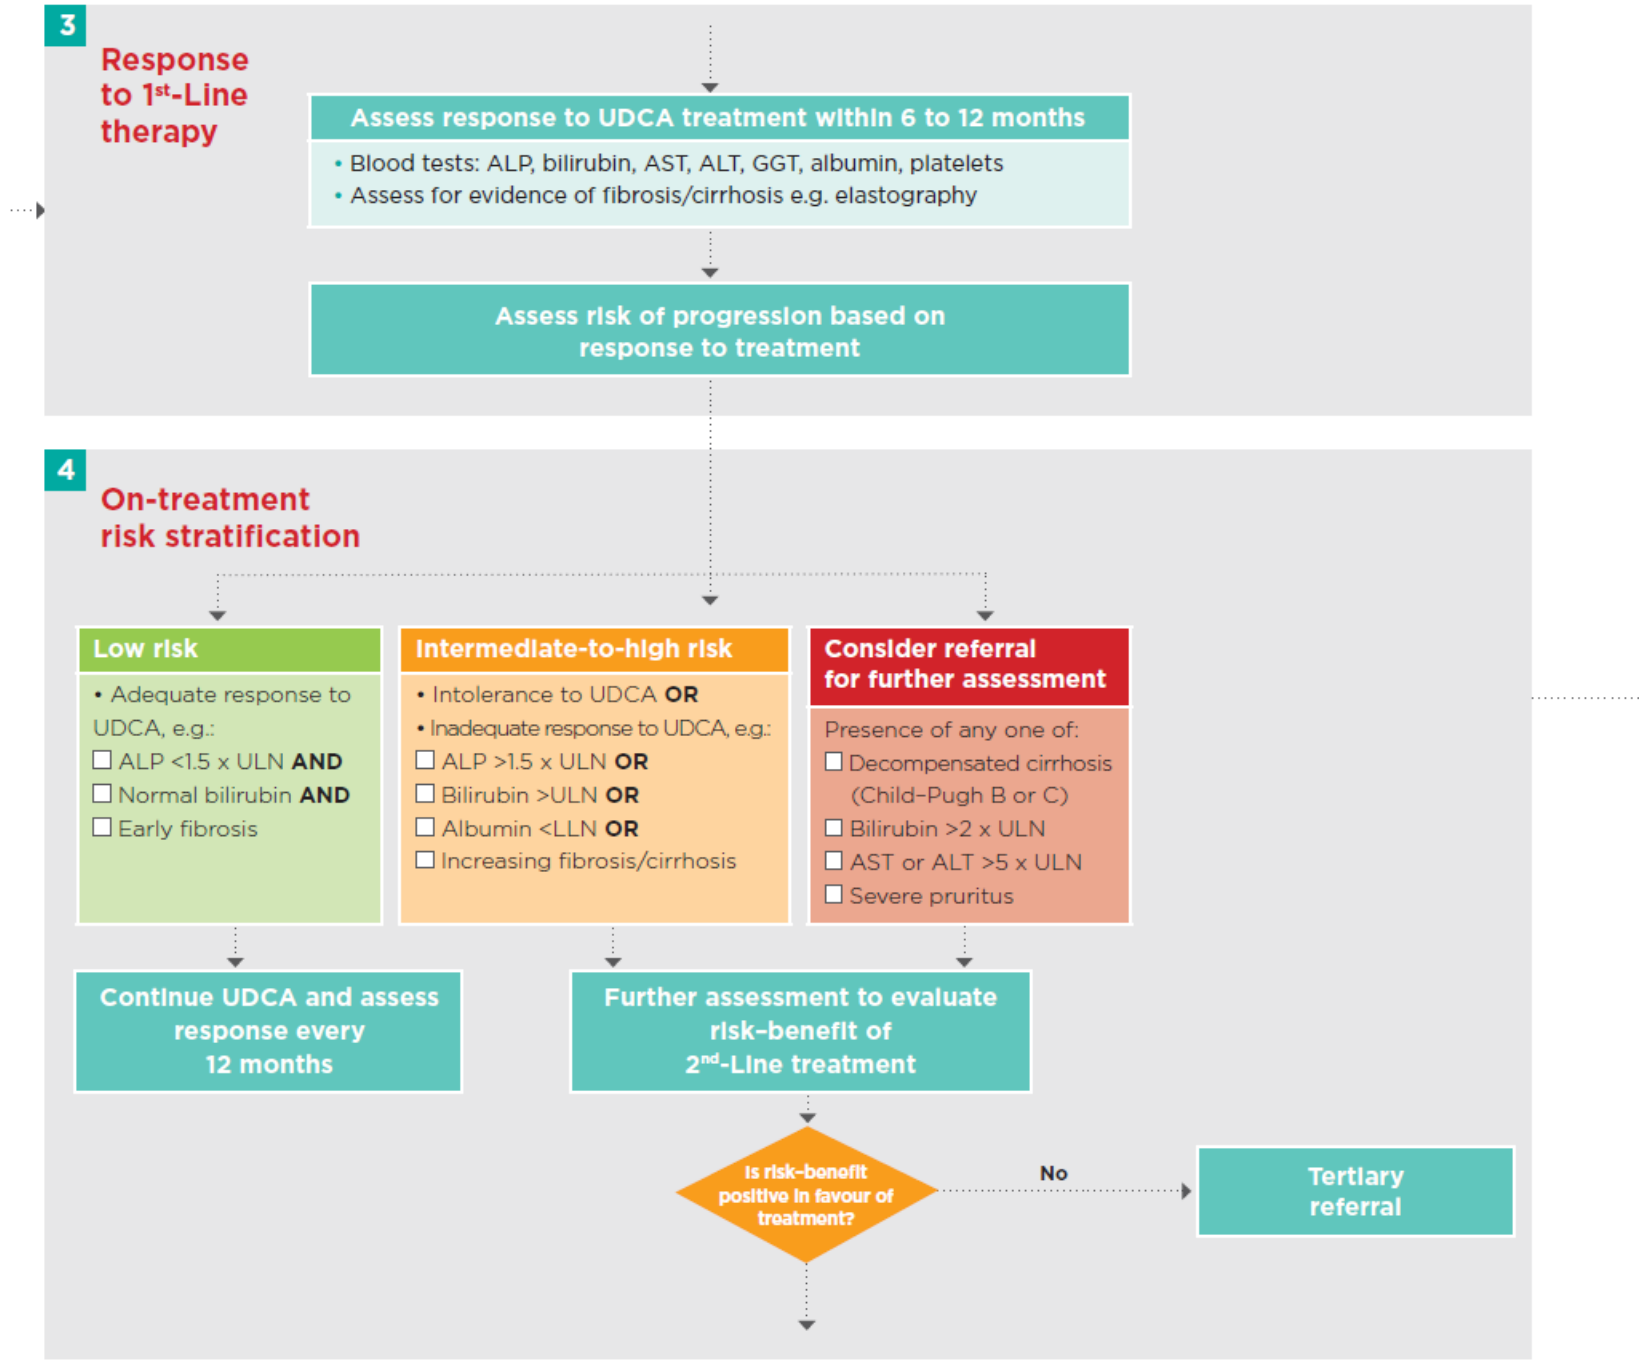 3
Response
to 1st-Line
therapy
Assess response to UDCA treatment within 6 to 12 months
• Blood tests: ALP, bilirubin, AST, ALT, GGT, albumin, platelets
• Assess for evidence of fibrosis/cirrhosis e.g. elastography
Assess risk of progression based on
response to treatment
4
On-treatment
risk stratification
Low risk
• Adequate response to
UDCA, e.g.:
ALP <1.5 x ULN AND
Normal bilirubin AND
Early fibrosis
Intermediate-to-high risk
• Intolerance to UDCA OR
• Inadequate response to UDCA, e.g.:
ALP >1.5 x ULN OR
Bilirubin >ULN OR
Albumin <LLN OR
Increasing fibrosis/cirrhosis
Consider referral
for further assessment
Presence of any one of:
Decompensated cirrhosis
(Child–Pugh B or C)
Bilirubin >2 x ULN
AST or ALT >5 x ULN
Severe pruritus
Continue UDCA and assess
response every
12 months
Further assessment to evaluate
risk–benefit of
2nd-Line treatment
Is risk–benefit
positive in favour of
treatment?
No
Tertiary
referral